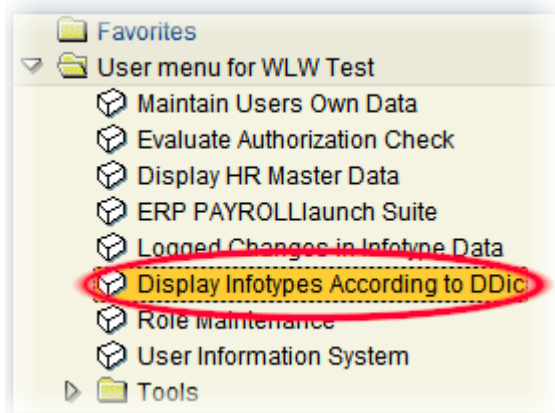 Favorites
User menu for WLW Test
Maintain Users Own Data
Evaluate Authorization Check
Display HR Master Data
ERP PAYROLLlaunch Suite
Logged Changes in Infotype Data
Display Infotypes According to DDic
Role Maintenance
User Information System
Tools